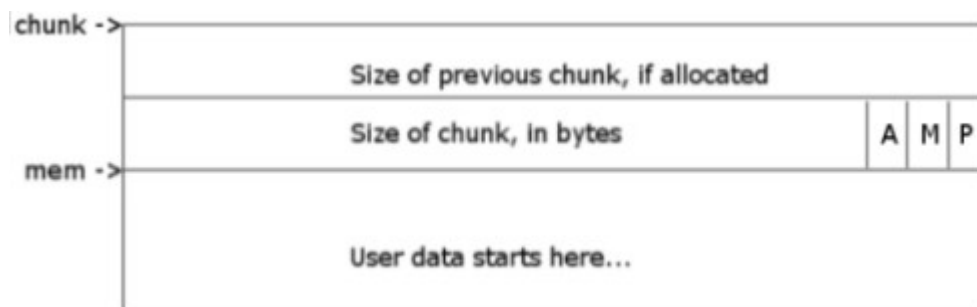 chunk ->
Size of previous chunk, if allocated
Size of chunk, in bytes A M P
mem ->
User data starts here...